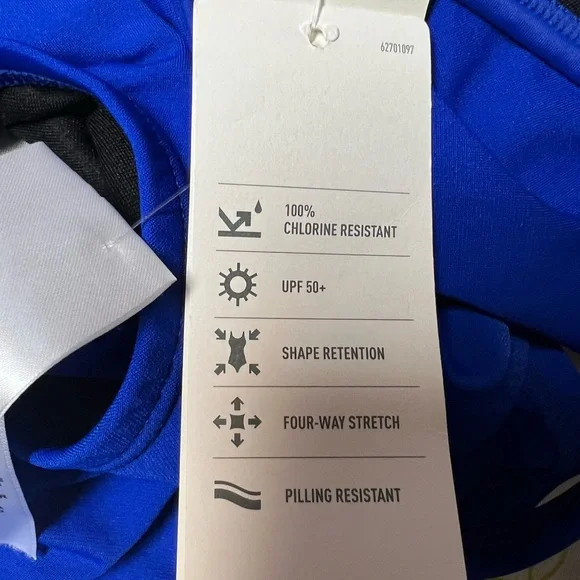 62701097
100%
CHLORINE RESISTANT
UPF 50+
SHAPE RETENTION
FOUR-WAY STRETCH
PILLING RESISTANT